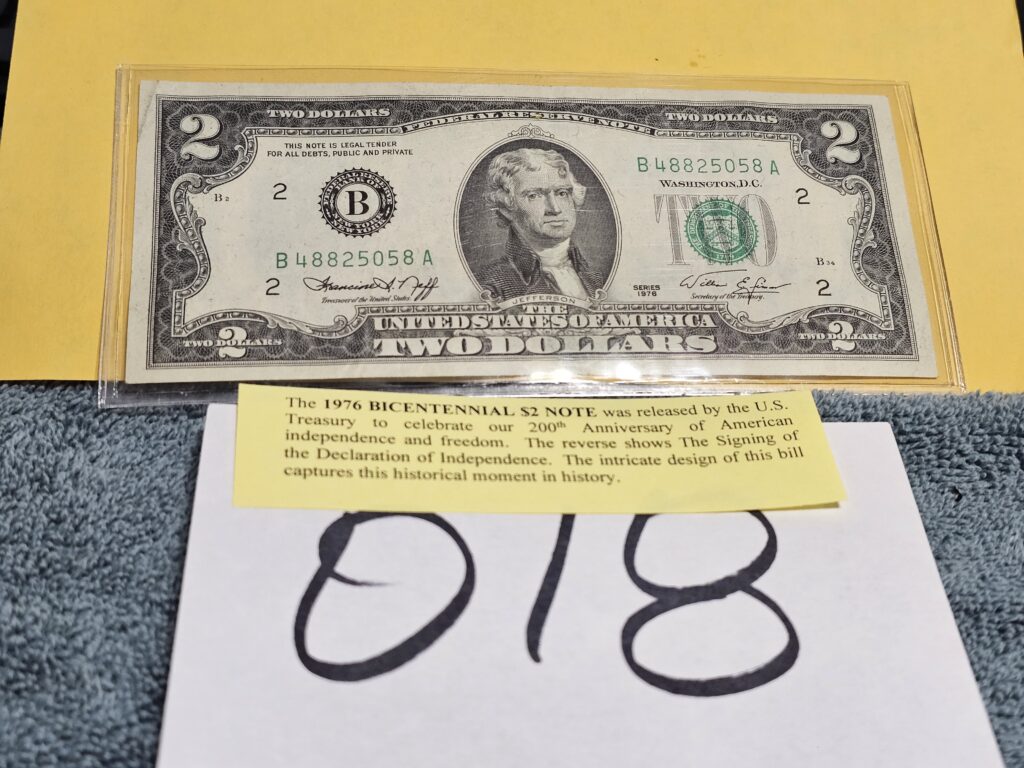 TWO DOLLARS FEDERAL RESERVE NOTE TWO DOLLARS
2 2
THIS NOTE IS LEGAL TENDER
FOR ALL DEBTS, PUBLIC AND PRIVATE
B 48825058 A
WASHINGTON, D.C.
2 2
B 2
B
TWO
B 48825058 A
B 34
2 2
Treasurer of the United States
SERIES
1976
Secretary of the Treasury.
JEFFERSON
THE
UNITED STATES OF AMERICA
TWO DOLLARS 2 TWO DOLLARS TWO DOLLARS 2
The 1976 BICENTENNIAL $2 NOTE was released by the U.S.
Treasury to celebrate our 200th Anniversary of American
independence and freedom. The reverse shows The Signing of
the Declaration of Independence. The intricate design of this bill
captures this historical moment in history.
018